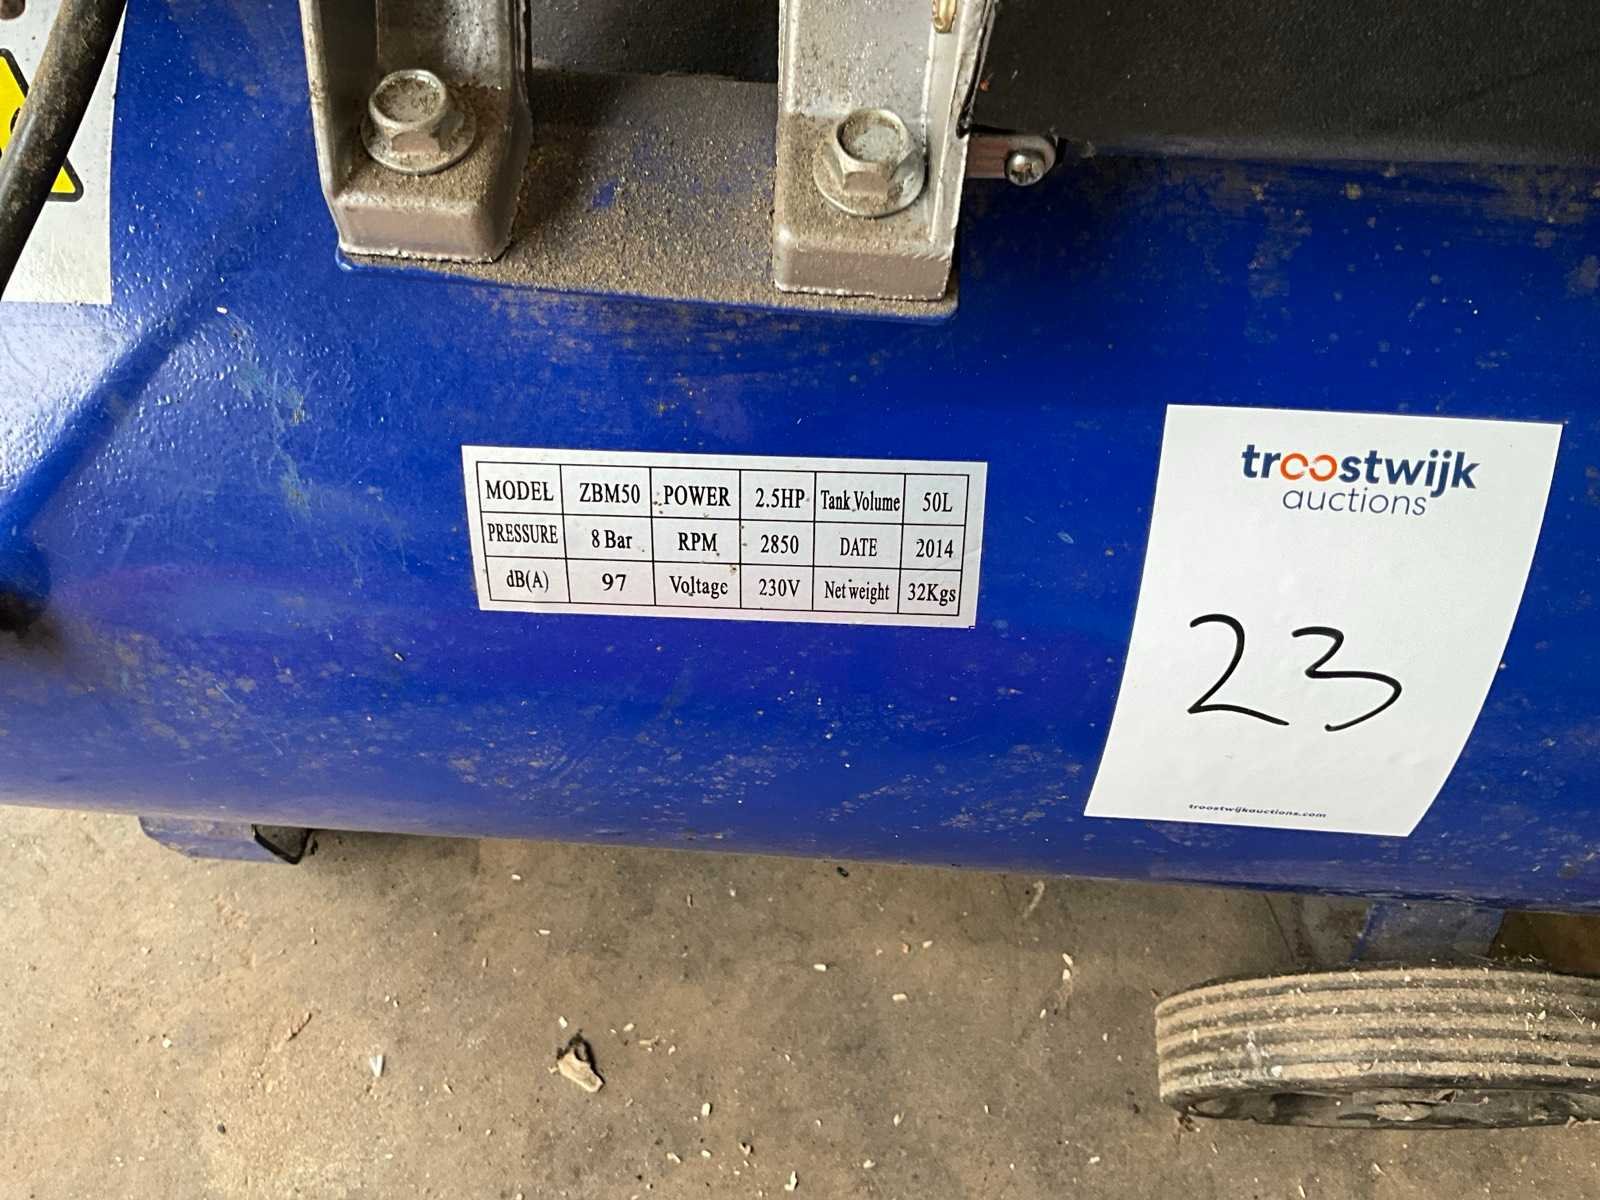 MODEL ZBM50 POWER 2.5HP Tank Volume 50L
PRESSURE 8 Bar RPM 2850 DATE 2014
dB(A) 97 Voltage 230V Net weight 32Kgs
troostwijk
auctions
23
troostwijkauctions.com